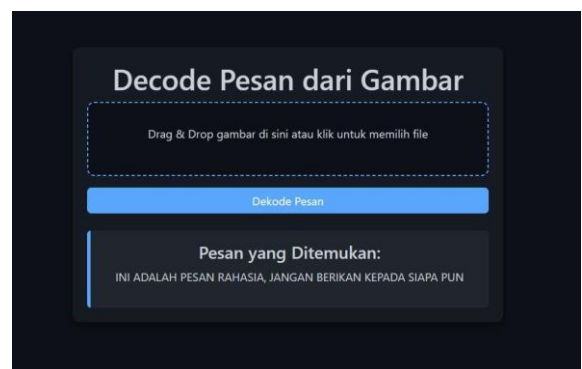 Decode Pesan dari Gambar
Drag & Drop gambar di sini atau klik untuk memilih file
Dekode Pesan
Pesan yang Ditemukan:
INI ADALAH PESAN RAHASIA, JANGAN BERIKAN KEPADA SIAPA PUN